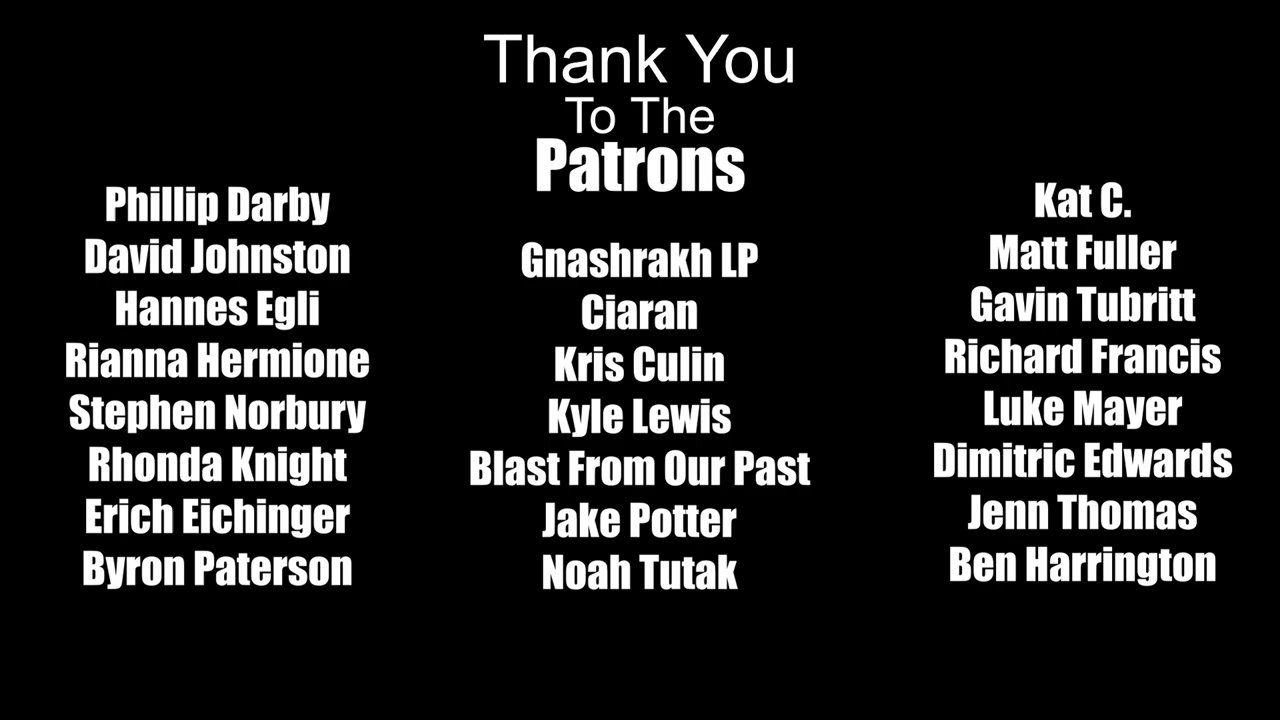 Thank You
To The
Patrons
Phillip Darby
David Johnston
Hannes Egli
Rianna Hermione
Stephen Norbury
Rhonda Knight
Erich Eichinger
Byron Paterson
Gnashrakh LP
Ciaran
Kris Culin
Kyle Lewis
Blast From Our Past
Jake Potter
Noah Tutak
Kat C.
Matt Fuller
Gavin Tubritt
Richard Francis
Luke Mayer
Dimitric Edwards
Jenn Thomas
Ben Harrington